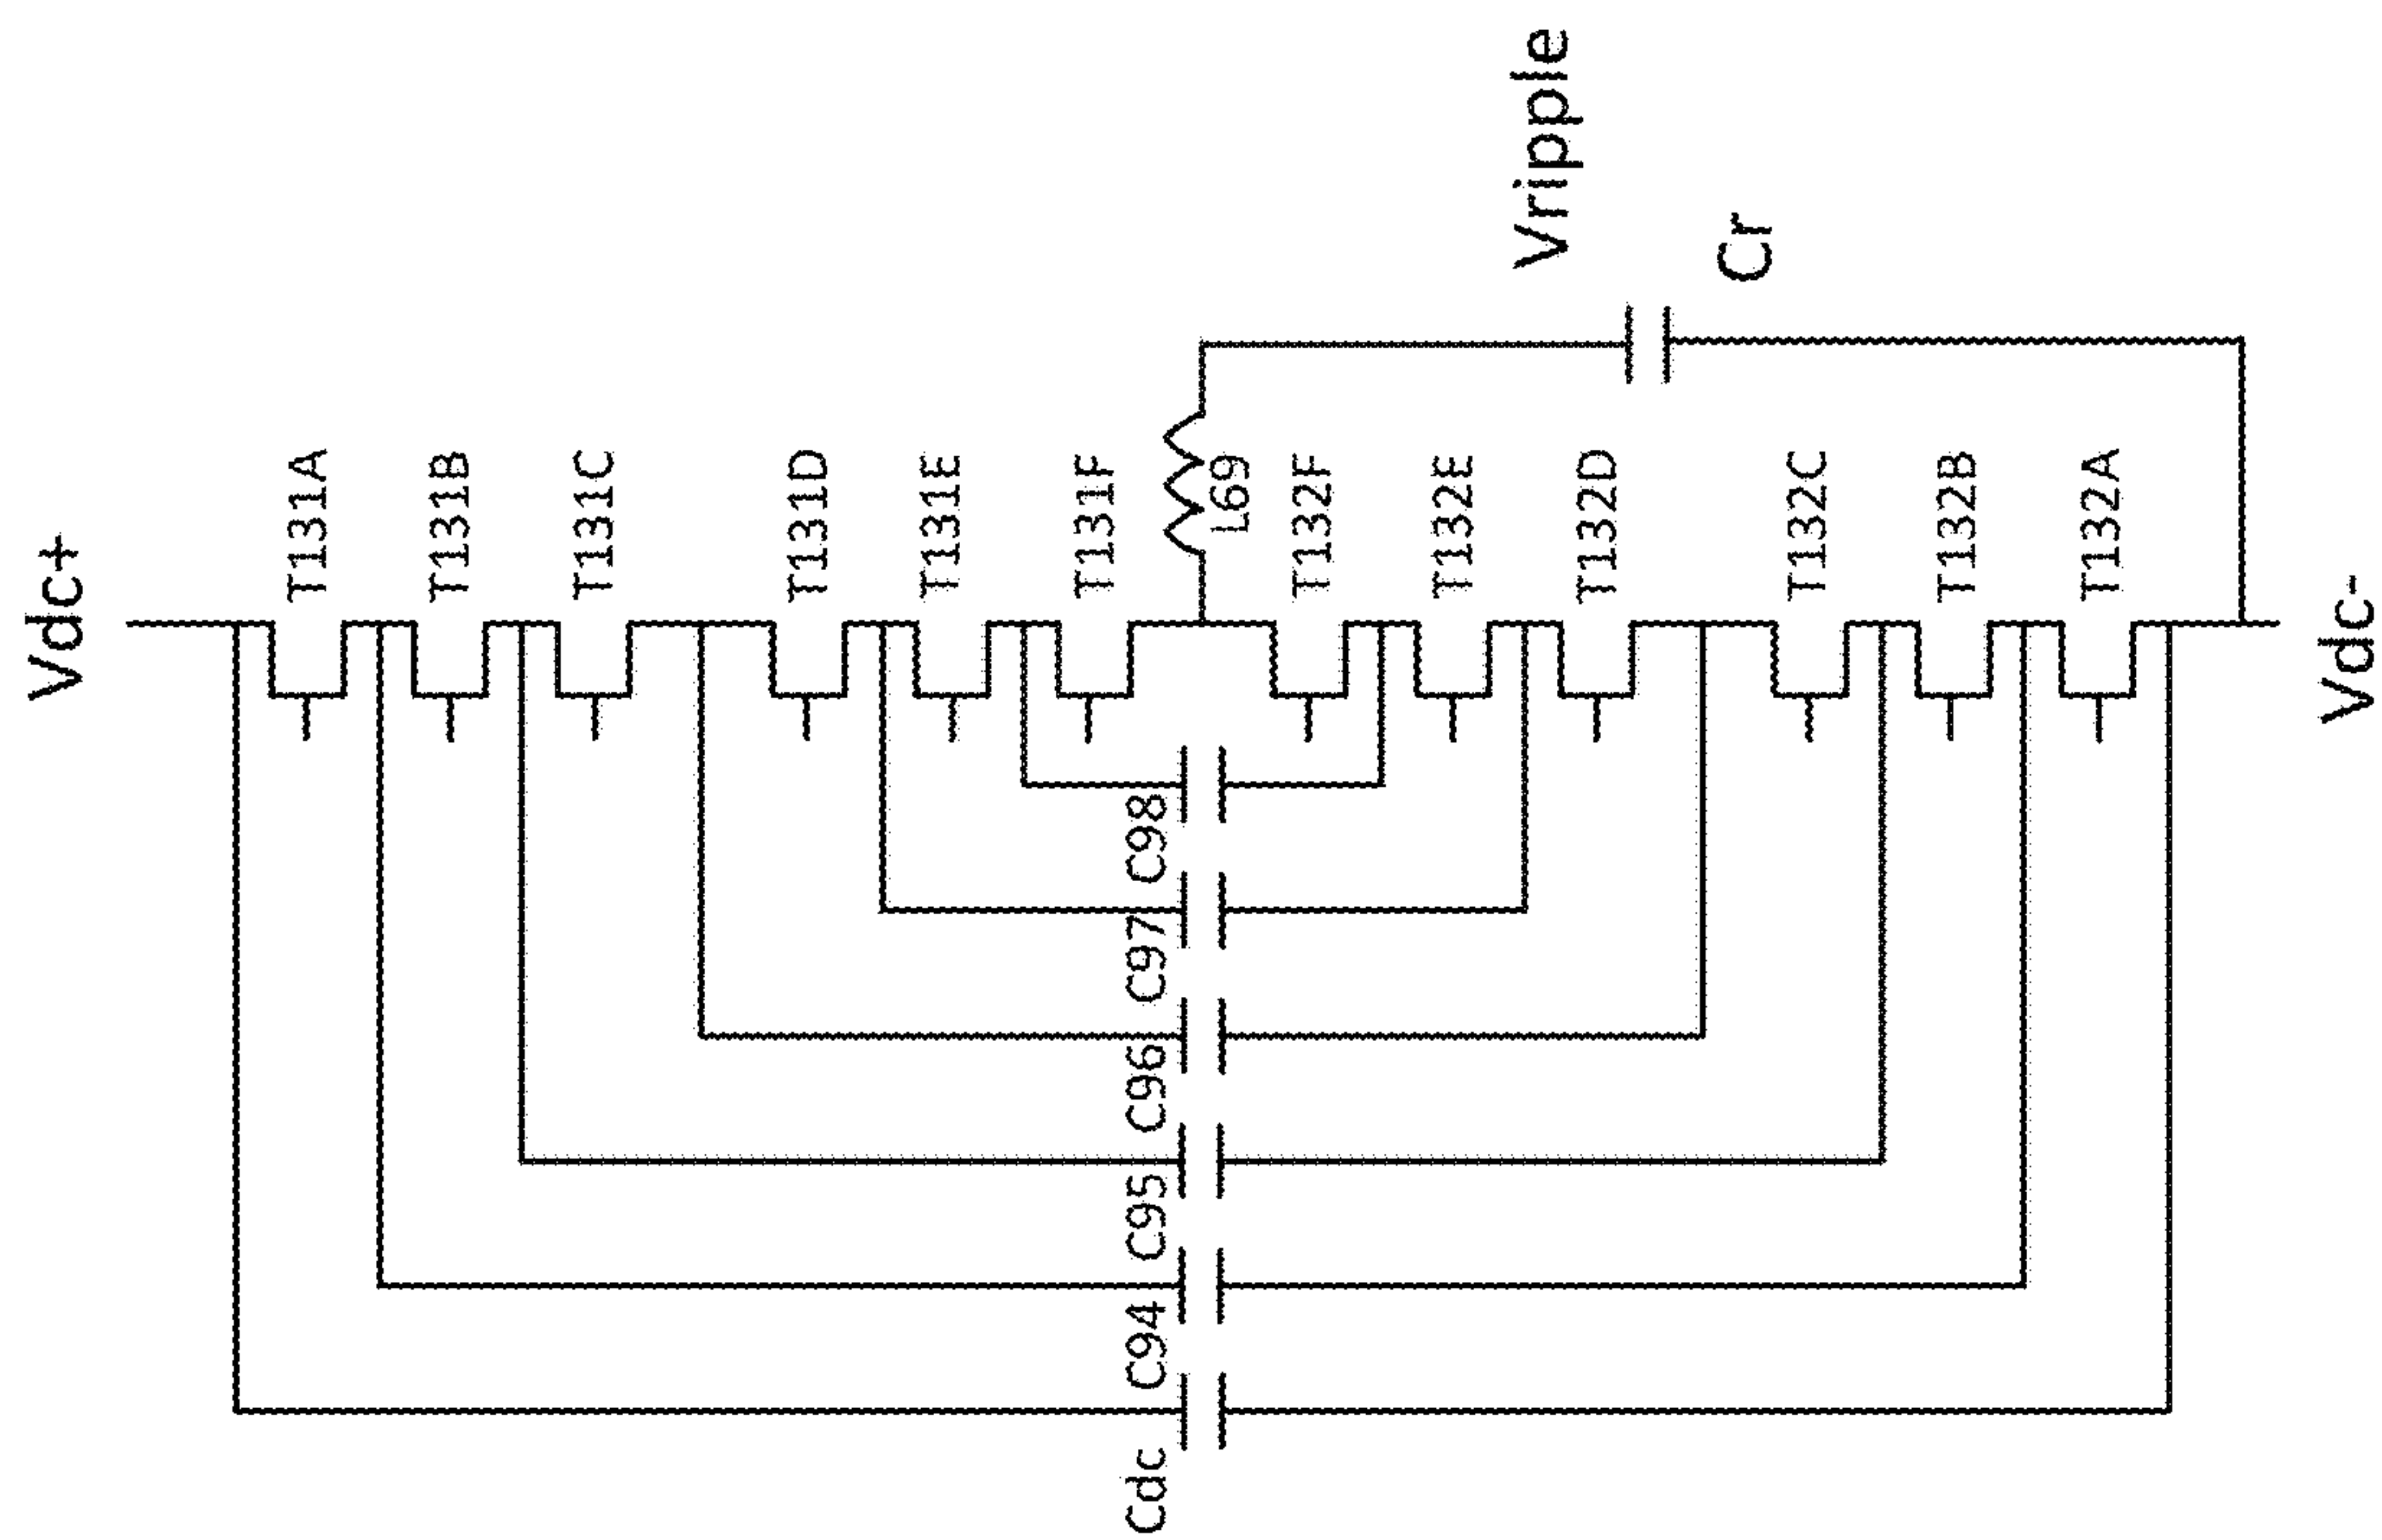 Vdc+
T131A
T131B
T131C
T131D
T131E
T131F
L69
T132F
T132E
T132D
T132C
T132B
T132A
Vdc-
Vripple
Cr
C98
C97
C96
C95
C94
Cdc